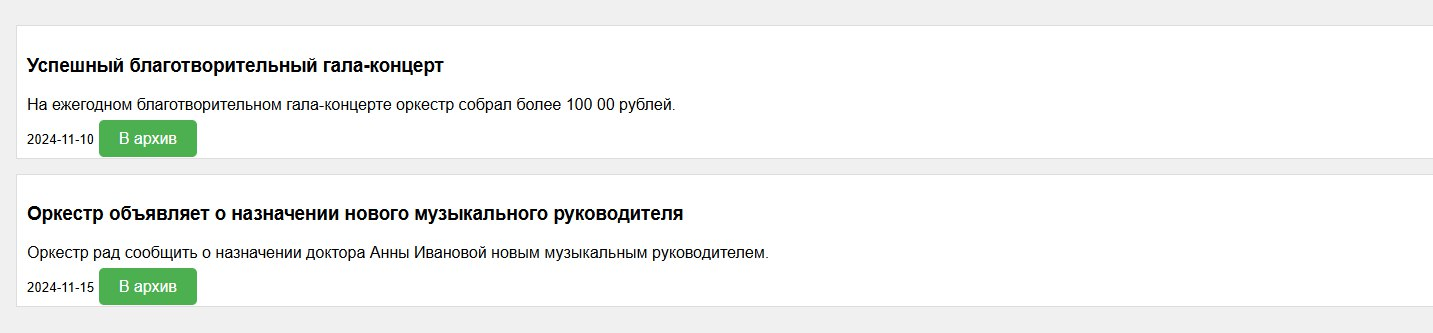 Успешный благотворительный гала-концерт
На ежегодном благотворительном гала-концерте оркестр собрал более 100 00 рублей.
2024-11-10 В архив
Оркестр объявляет о назначении нового музыкального руководителя
Оркестр рад сообщить о назначении доктора Анны Ивановой новым музыкальным руководителем.
2024-11-15 В архив